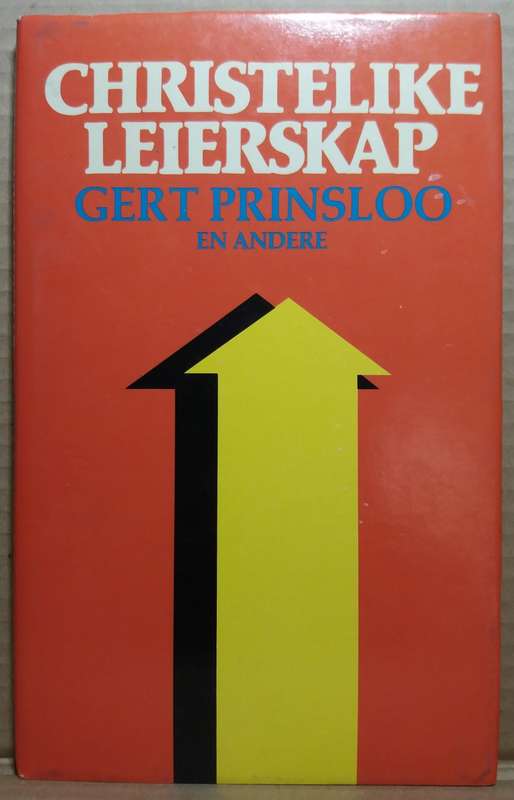 CHRISTELIKE
LEIERSKAP
GERT PRINSLOO
EN ANDERE